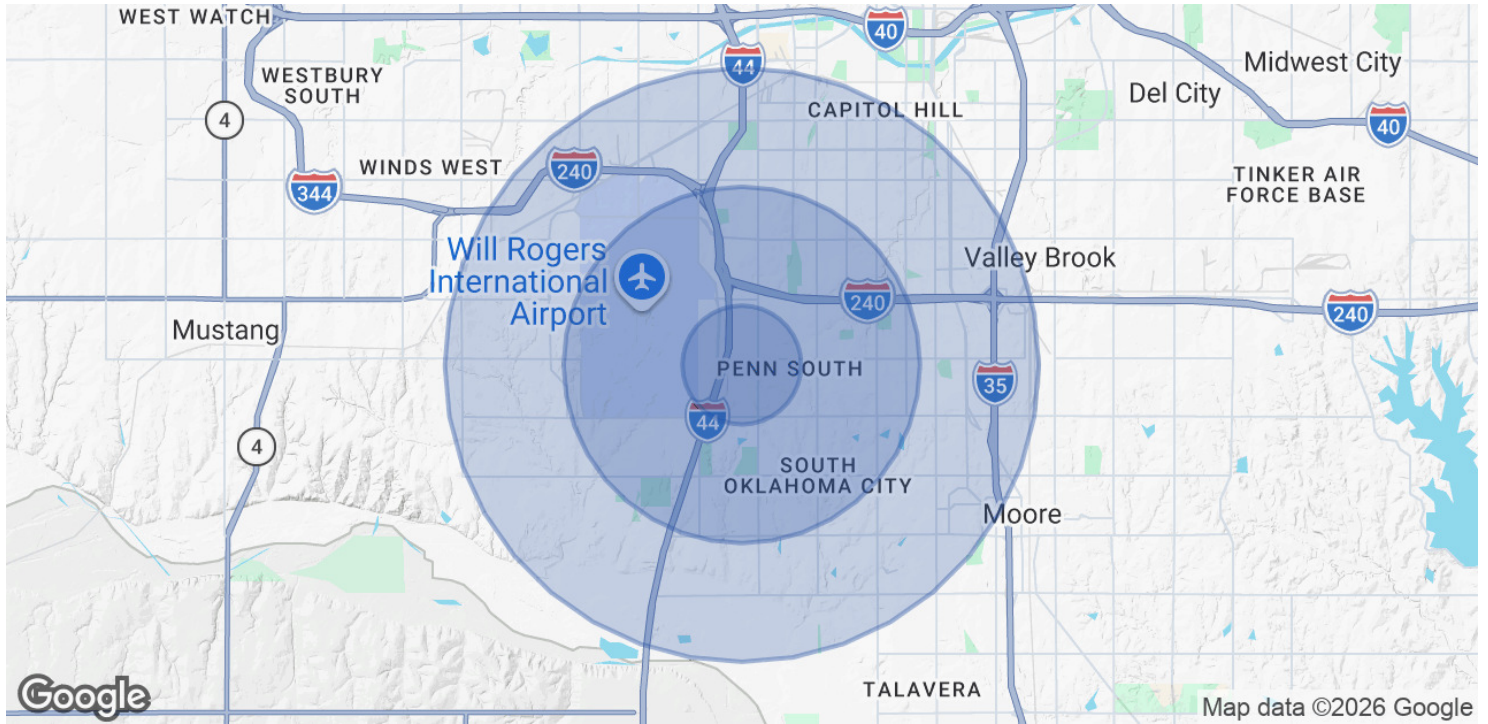 WEST WATCH
40
44
Midwest City
WESTBURY
SOUTH
Del City
CAPITOL HILL
4
40
WINDS WEST
240
344
TINKER AIR
FORCE BASE
Will Rogers
International
Airport
Valley Brook
240
240
Mustang
PENN SOUTH
35
44
4
SOUTH
OKLAHOMA CITY
Moore
TALAVERA
Google
Map data ©2026 Google